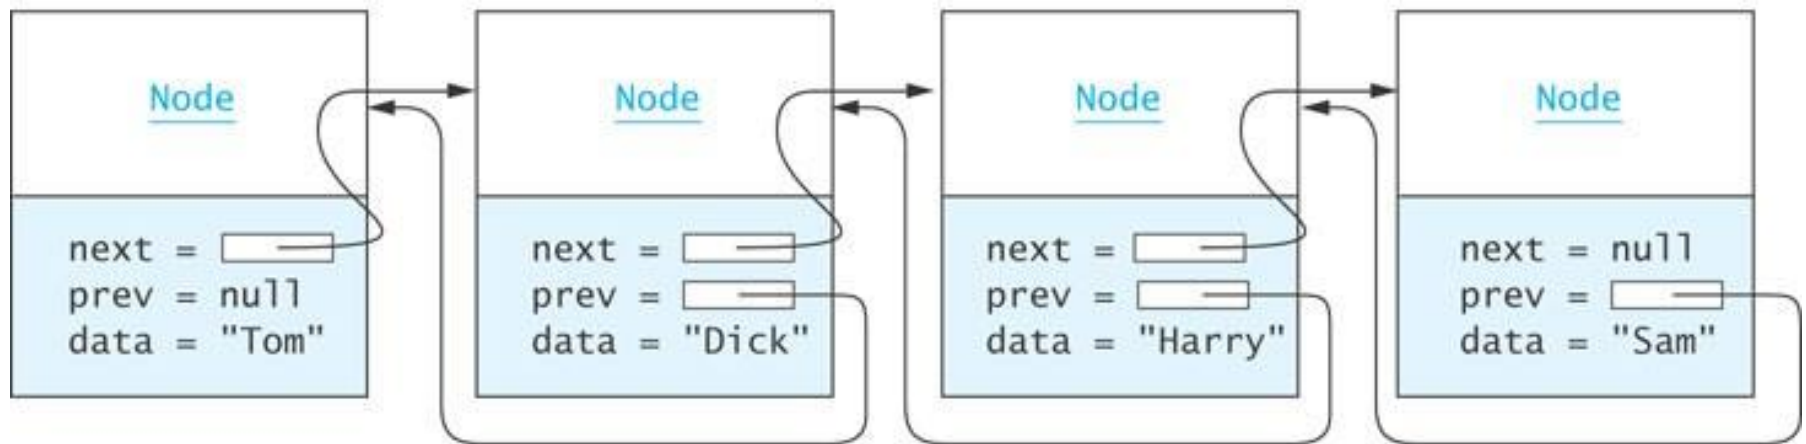 Node
next =
prev = null
data = "Tom"
Node
next =
prev =
data = "Dick"
Node
next =
prev =
data = "Harry"
Node
next = null
prev =
data = "Sam"